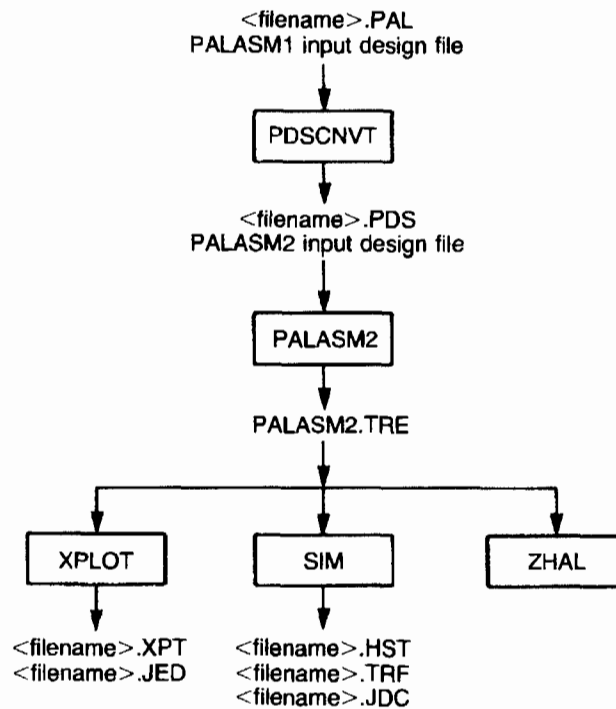 <filename>.PAL
PALASM1 input design file
PDSCNVT
<filename>.PDS
PALASM2 input design file
PALASM2
PALASM2.TRE
XPLOT
SIM
ZHAL
<filename>.XPT
<filename>.JED
<filename>.HST
<filename>.TRF
<filename>.JDC